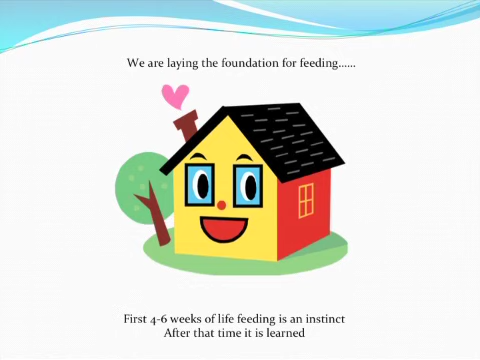 We are laying the foundation for feeding......
First 4-6 weeks of life feeding is an instinct
After that time it is learned